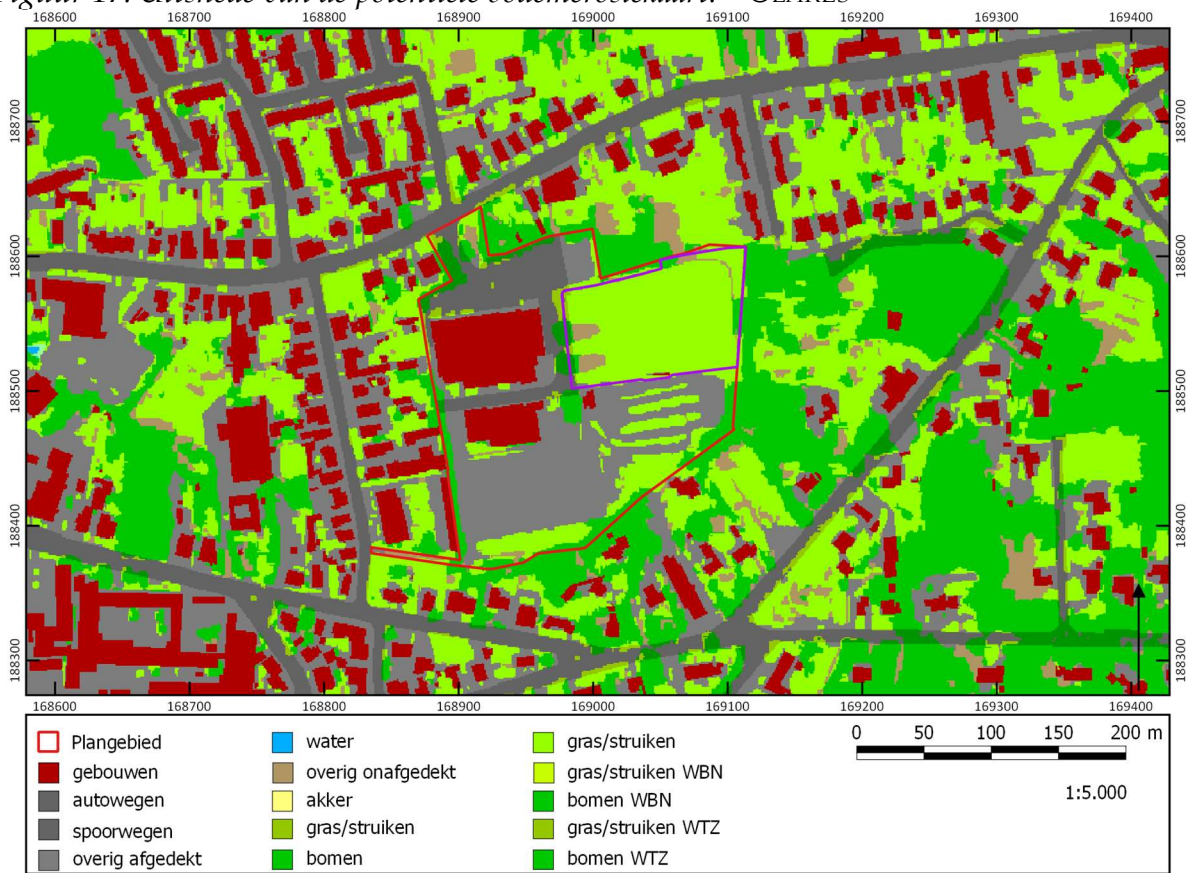 168600 168700 168800 168900 169000 169100 169200 169300 169400
188700 188700
188600 188600
188500 188500
188400 188400
188300 188300
168600 168700 168800 168900 169000 169100 169200 169300 169400
Plangebied
gebouwen
autowegen
spoorwegen
overig afgedekt
water
overig onafgedekt
akker
gras/struiken
bomen
gras/struiken
gras/struiken WBN
bomen WBN
gras/struiken WTZ
bomen WTZ
0 50 100 150 200 m
1:5.000